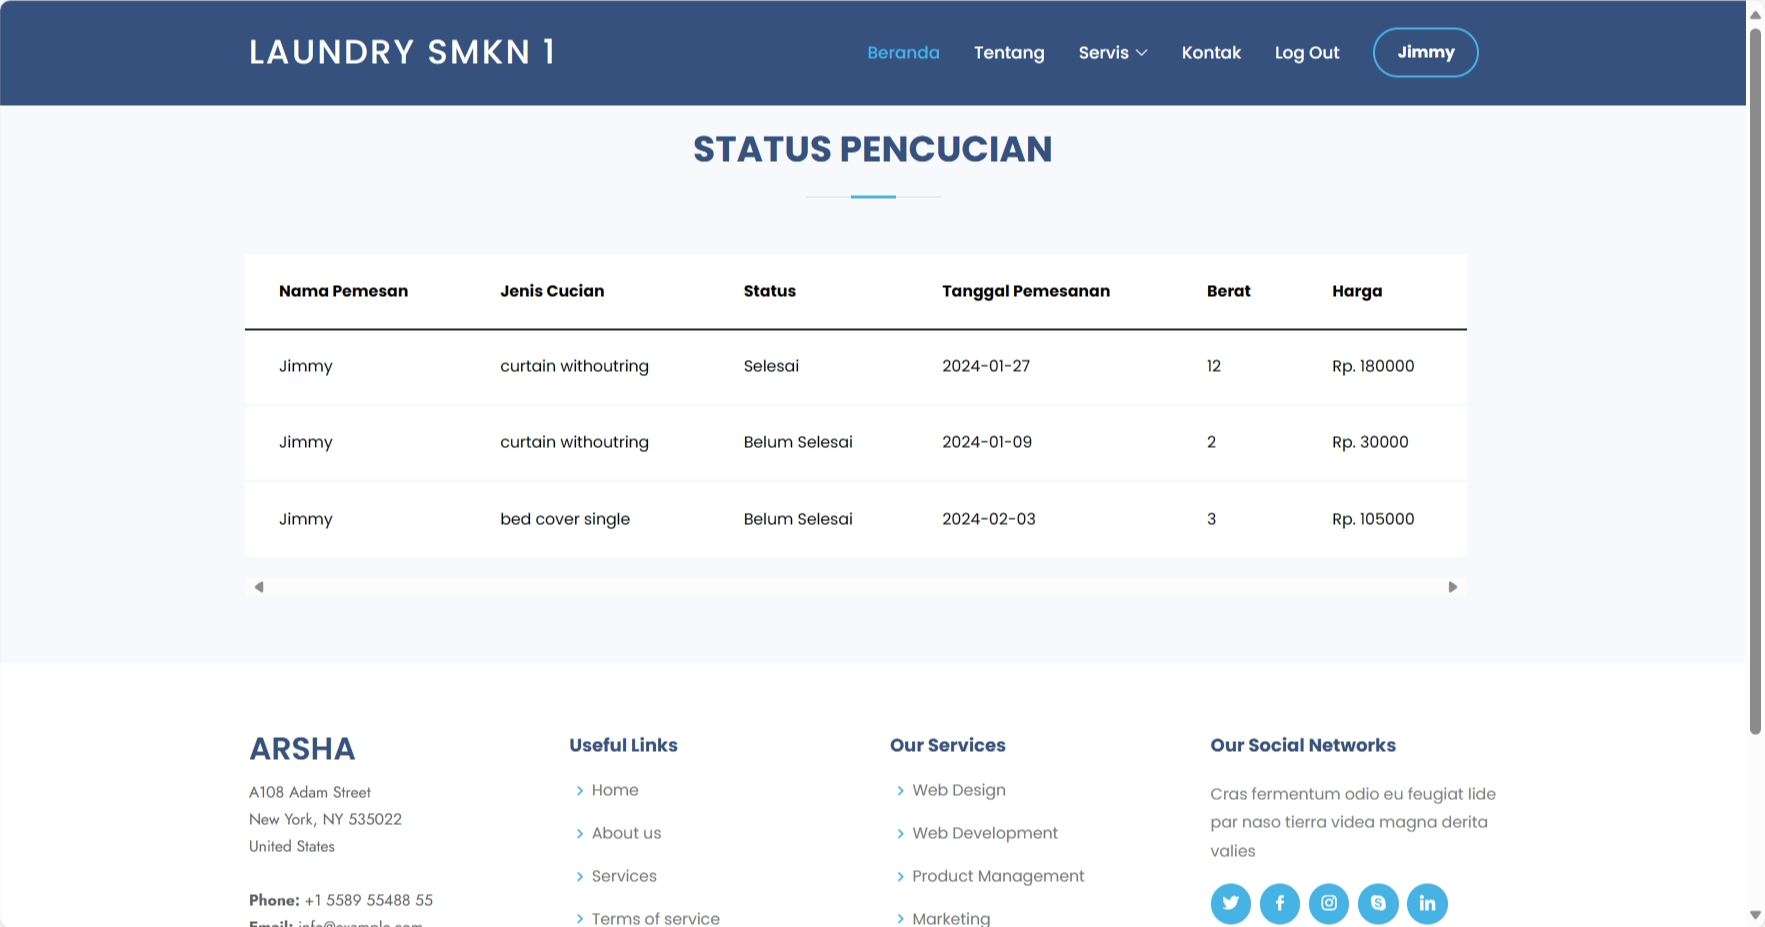 LAUNDRY SMKN 1
Beranda Tentang Servis Kontak Log Out Jimmy
STATUS PENCUCIAN
Nama Pemesan Jenis Cucian Status Tanggal Pemesanan Berat Harga
Jimmy curtain withoutring Selesai 2024-01-27 12 Rp. 180000
Jimmy curtain withoutring Belum Selesai 2024-01-09 2 Rp. 30000
Jimmy bed cover single Belum Selesai 2024-02-03 3 Rp. 105000
ARSHA
A108 Adam Street
New York, NY 535022
United States
Phone: +1 5589 55488 55
Email: info@example.com
Useful Links
Home
About us
Services
Terms of service
Our Services
Web Design
Web Development
Product Management
Marketing
Our Social Networks
Cras fermentum odio eu feugiat lide
par naso tierra videa magna derita
valies